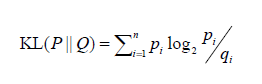 KL(P || Q) = ∑ⁿᵢ₌₁ pᵢ log₂ pᵢ/qᵢ